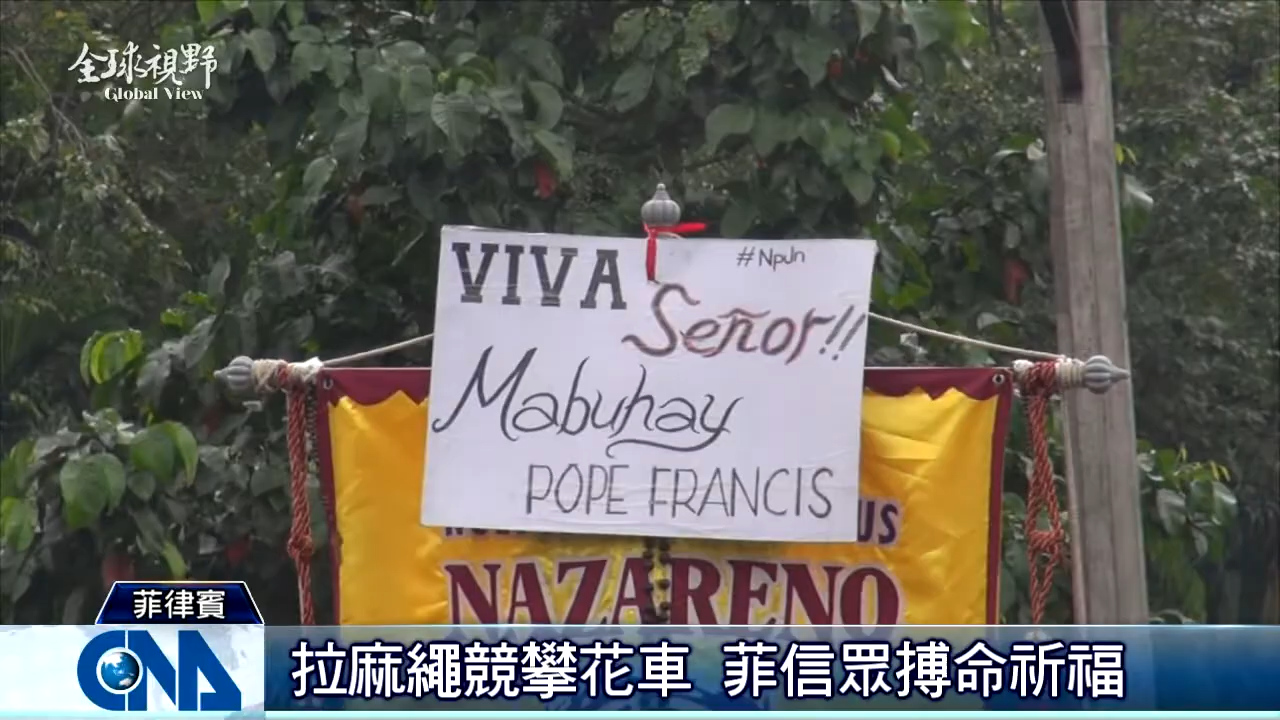 全球視野
Global View
#NpJn
VIVA
Señor!!
Mabuhay
POPE FRANCIS
NAZARENO
菲律賓
CNA
拉麻繩競攀花車 菲信眾搏命祈福